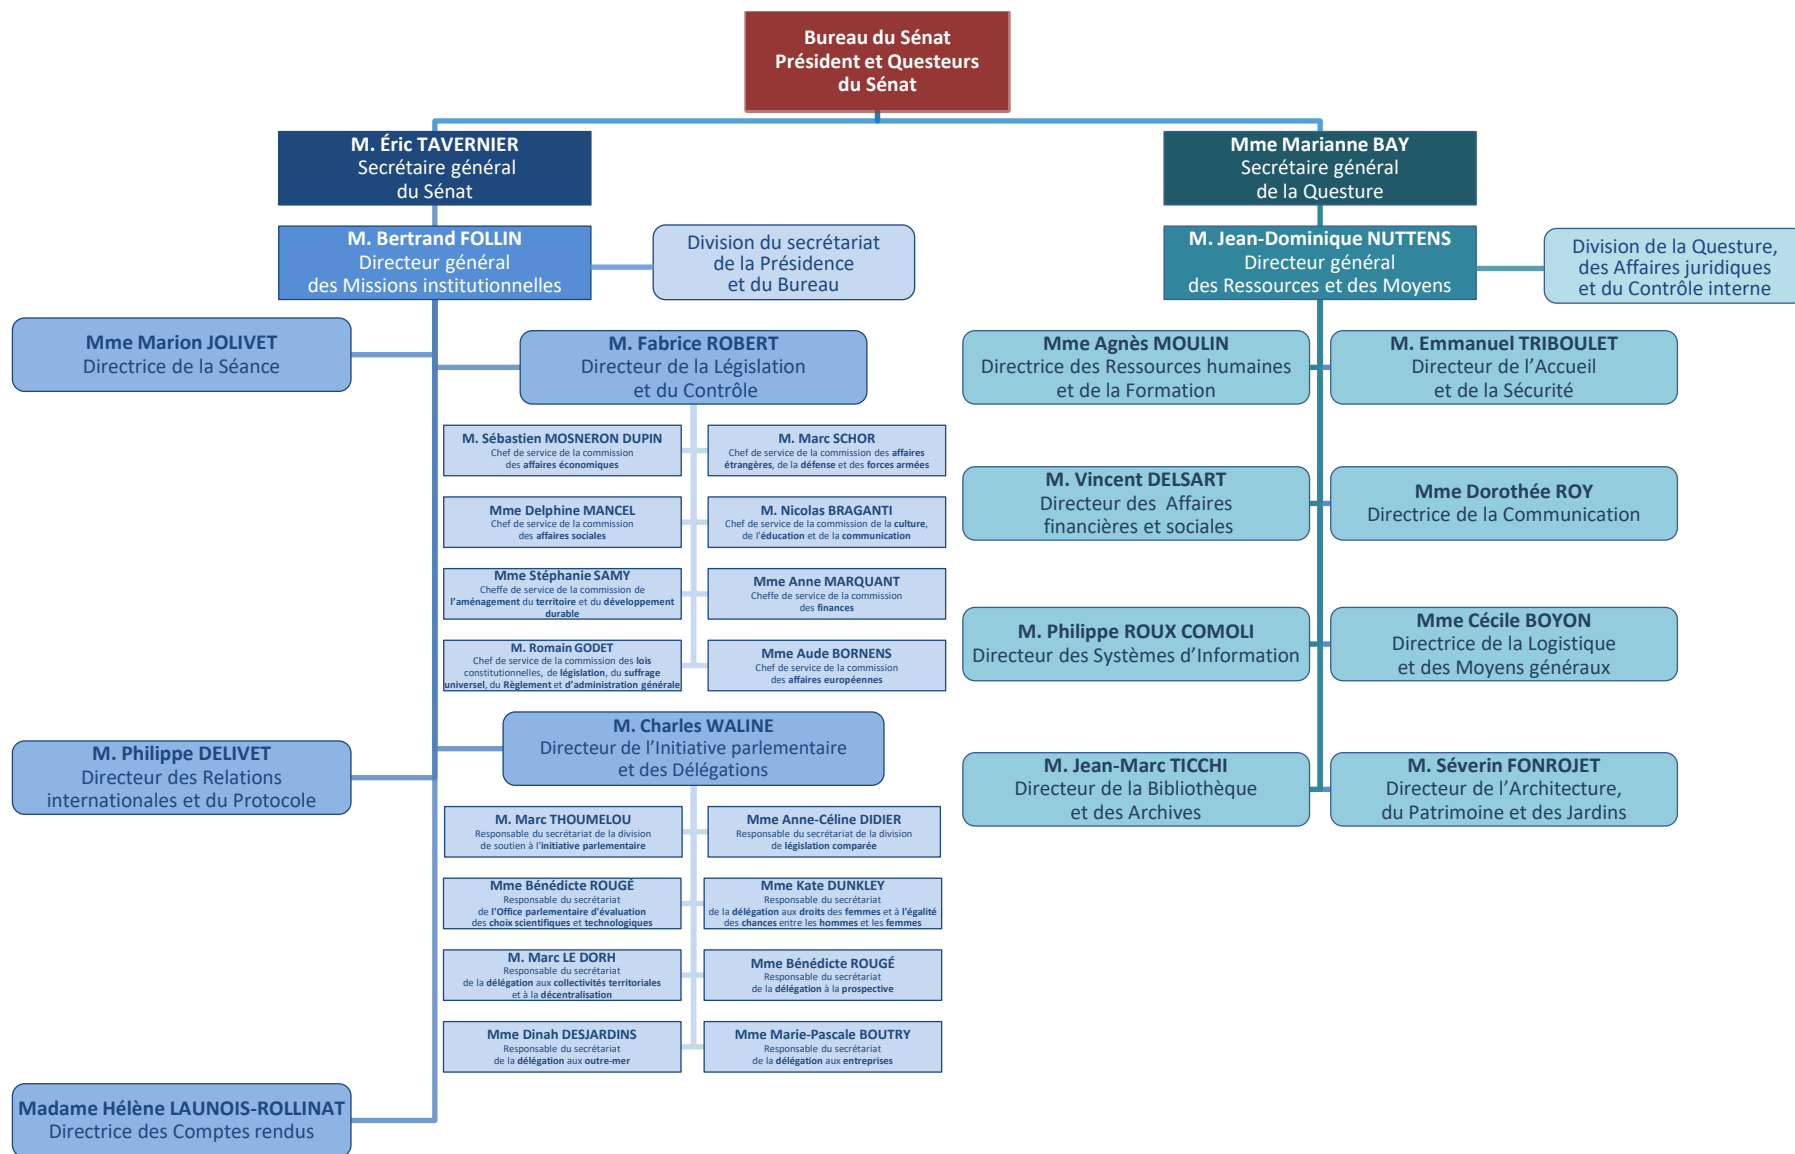 Bureau du Sénat
Président et Questeurs
du Sénat
M. Éric TAVERNIER
Secrétaire général
du Sénat
Mme Marianne BAY
Secrétaire général
de la Questure
M. Bertrand FOLLIN
Directeur général
des Missions institutionnelles
Division du secrétariat
de la Présidence
et du Bureau
M. Jean-Dominique NUTTENS
Directeur général
des Ressources et des Moyens
Division de la Questure,
des Affaires juridiques
et du Contrôle interne
Mme Marion JOLIVET
Directrice de la Séance
M. Fabrice ROBERT
Directeur de la Législation
et du Contrôle
M. Sébastien MOSNERON DUPIN
Chef de service de la commission
des affaires économiques
M. Marc SCHOR
Chef de service de la commission des affaires
étrangères, de la défense et des forces armées
Mme Delphine MANCEL
Chef de service de la commission
des affaires sociales
M. Nicolas BRAGANTI
Chef de service de la commission de la culture,
de l'éducation et de la communication
Mme Stéphanie SAMY
Cheffe de service de la commission de
l'aménagement du territoire et du développement
durable
Mme Anne MARQUANT
Cheffe de service de la commission
des finances
M. Romain GODET
Chef de service de la commission des lois
constitutionnelles, de législation, du suffrage
universel, du Règlement et d'administration générale
Mme Aude BORNENS
Chef de service de la commission
des affaires européennes
M. Philippe DELIVET
Directeur des Relations
internationales et du Protocole
M. Charles WALINE
Directeur de l'Initiative parlementaire
et des Délégations
M. Marc THOUMELOU
Responsable du secrétariat de la division
de soutien à l'initiative parlementaire
Mme Anne-Céline DIDIER
Responsable du secrétariat de la division
de législation comparée
Mme Bénédicte ROUGÉ
Responsable du secrétariat
de l'Office parlementaire d'évaluation
des choix scientifiques et technologiques
Mme Kate DUNKLEY
Responsable du secrétariat
de la délégation aux droits des femmes et à l'égalité
des chances entre les hommes et les femmes
M. Marc LE DORH
Responsable du secrétariat
de la délégation aux collectivités territoriales
et à la décentralisation
Mme Bénédicte ROUGÉ
Responsable du secrétariat
de la délégation à la prospective
Mme Dinah DESJARDINS
Responsable du secrétariat
de la délégation aux outre-mer
Mme Marie-Pascale BOUTRY
Responsable du secrétariat
de la délégation aux entreprises
Madame Hélène LAUNOIS-ROLLINAT
Directrice des Comptes rendus
Mme Agnès MOULIN
Directrice des Ressources humaines
et de la Formation
M. Emmanuel TRIBOULET
Directeur de l'Accueil
et de la Sécurité
M. Vincent DELSART
Directeur des Affaires
financières et sociales
Mme Dorothée ROY
Directrice de la Communication
M. Philippe ROUX COMOLI
Directeur des Systèmes d'Information
Mme Cécile BOYON
Directrice de la Logistique
et des Moyens généraux
M. Jean-Marc TICCHI
Directeur de la Bibliothèque
et des Archives
M. Séverin FONROJET
Directeur de l'Architecture,
du Patrimoine et des Jardins